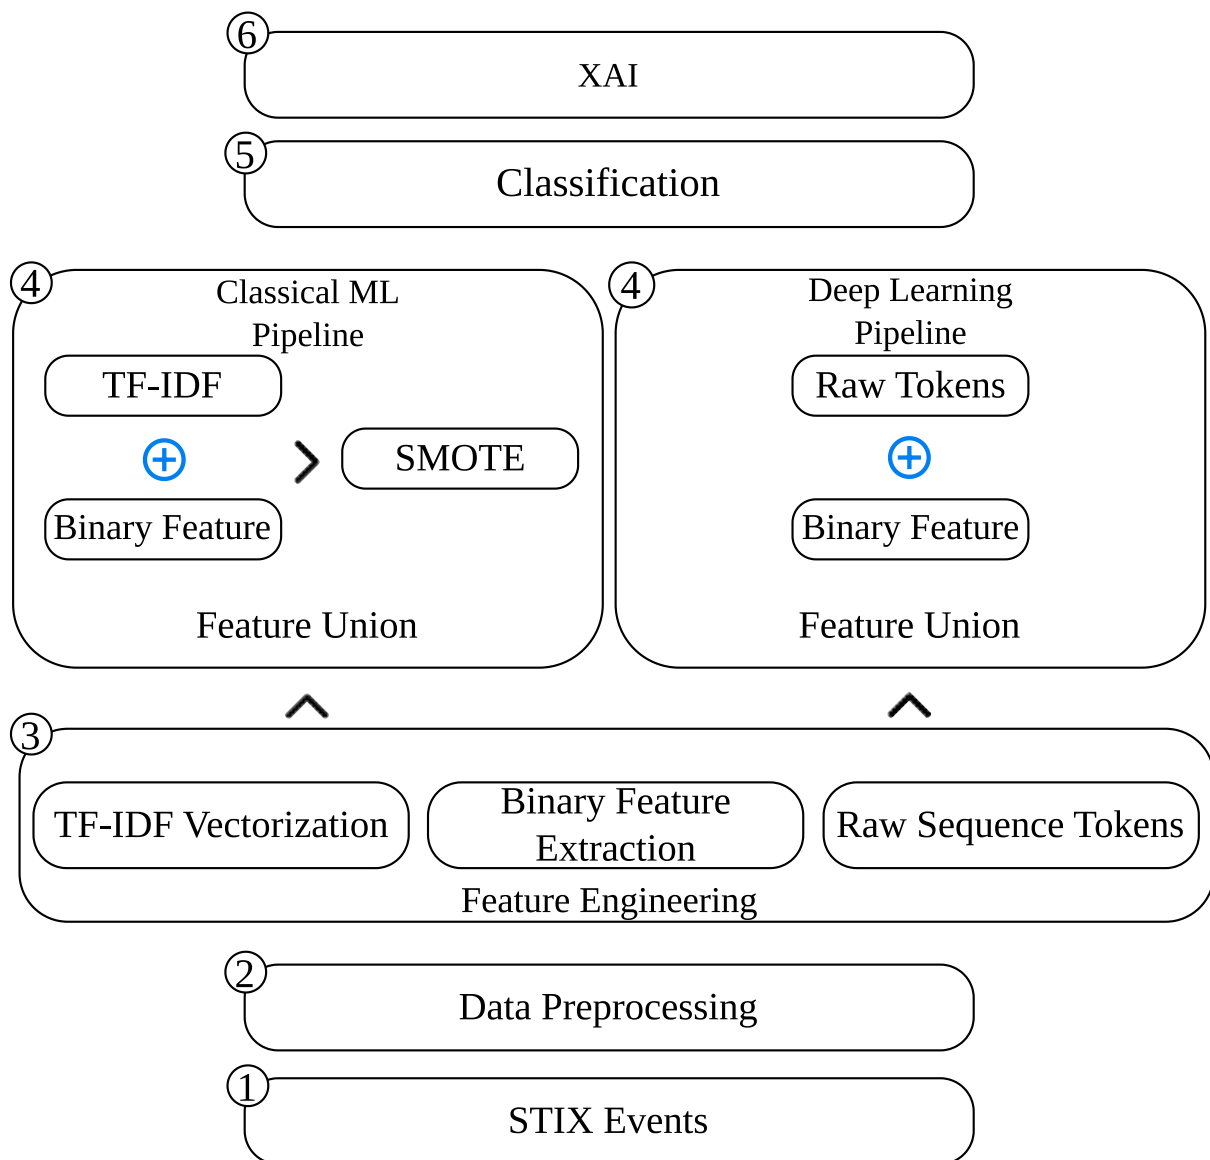 6
XAI
5
Classification
4
Classical ML
Pipeline
TF-IDF
Binary Feature
SMOTE
Feature Union
4
Deep Learning
Pipeline
Raw Tokens
Binary Feature
Feature Union
3
TF-IDF Vectorization
Binary Feature
Extraction
Raw Sequence Tokens
Feature Engineering
2
Data Preprocessing
1
STIX Events